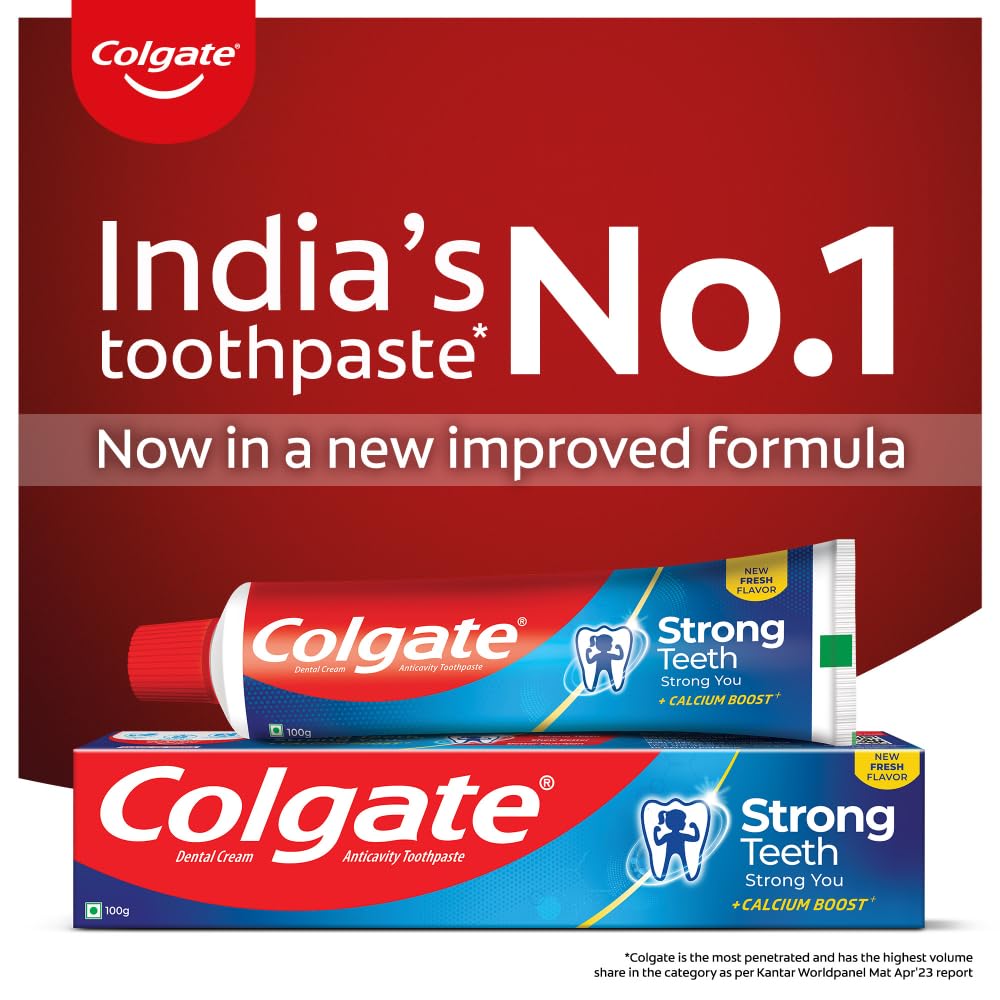 Colgate®
India's
toothpaste*
No.1
Now in a new improved formula
NEW
FRESH
FLAVOR
Colgate®
Dental Cream
Anticavity Toothpaste
Strong
Teeth
Strong You
+ CALCIUM BOOST+
100g
NEW
FRESH
FLAVOR
Colgate®
Dental Cream
Anticavity Toothpaste
Strong
Teeth
Strong You
+CALCIUM BOOST+
100g
*Colgate is the most penetrated and has the highest volume
share in the category as per Kantar Worldpanel Mat Apr'23 report